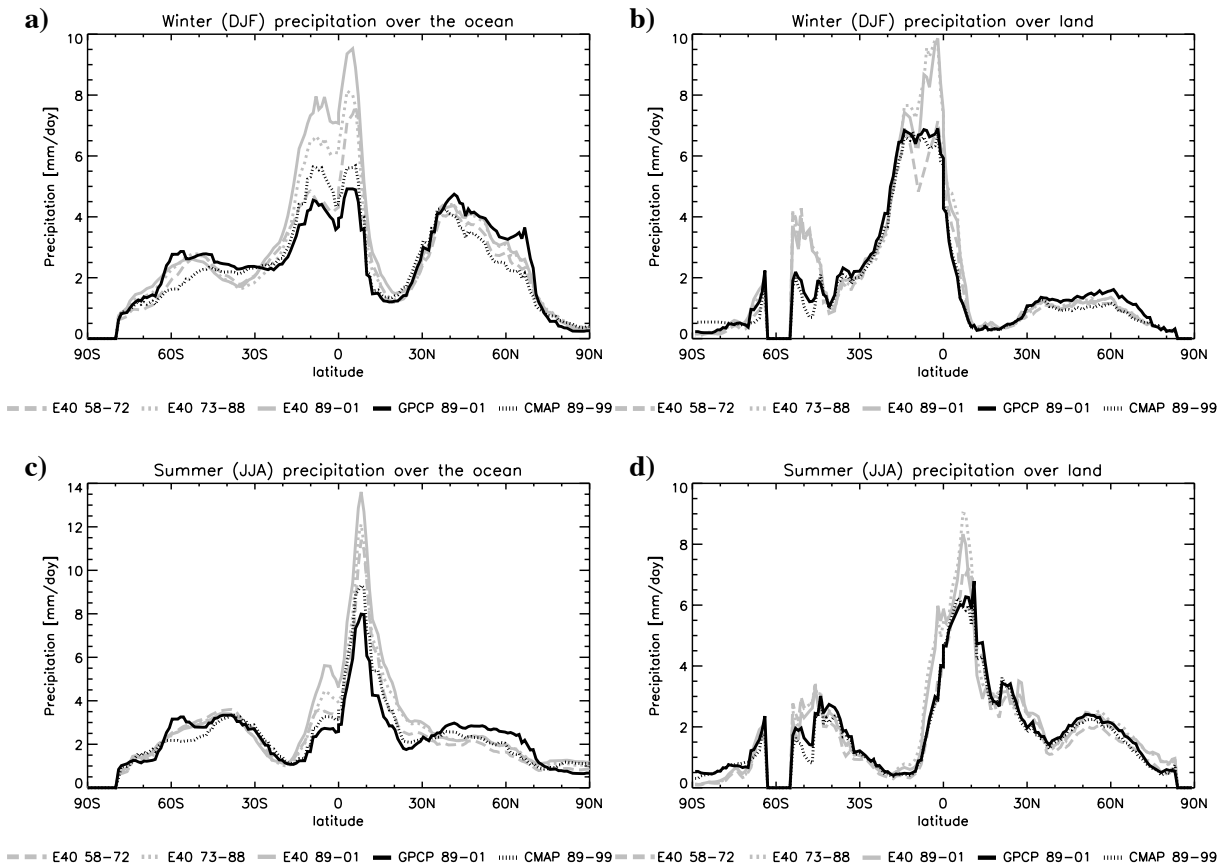 a)
Winter (DJF) precipitation over the ocean
10
8
6
4
2
0
Precipitation [mm/day]
90S 60S 30S 0 30N 60N 90N
latitude
E40 58-72 E40 73-88 E40 89-01 GPCP 89-01 CMAP 89-99
b)
Winter (DJF) precipitation over land
10
8
6
4
2
0
Precipitation [mm/day]
90S 60S 30S 0 30N 60N 90N
latitude
E40 58-72 E40 73-88 E40 89-01 GPCP 89-01 CMAP 89-99
c)
Summer (JJA) precipitation over the ocean
14
12
10
8
6
4
2
0
Precipitation [mm/day]
90S 60S 30S 0 30N 60N 90N
latitude
E40 58-72 E40 73-88 E40 89-01 GPCP 89-01 CMAP 89-99
d)
Summer (JJA) precipitation over land
10
8
6
4
2
0
Precipitation [mm/day]
90S 60S 30S 0 30N 60N 90N
latitude
E40 58-72 E40 73-88 E40 89-01 GPCP 89-01 CMAP 89-99